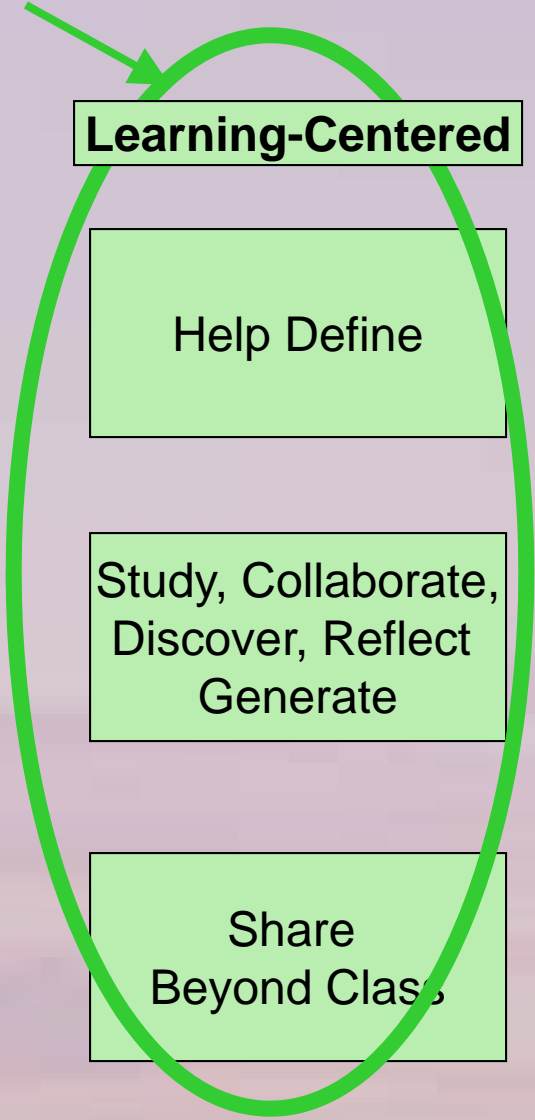 Learning-Centered
Help Define
Study, Collaborate,
Discover, Reflect
Generate
Share
Beyond Class